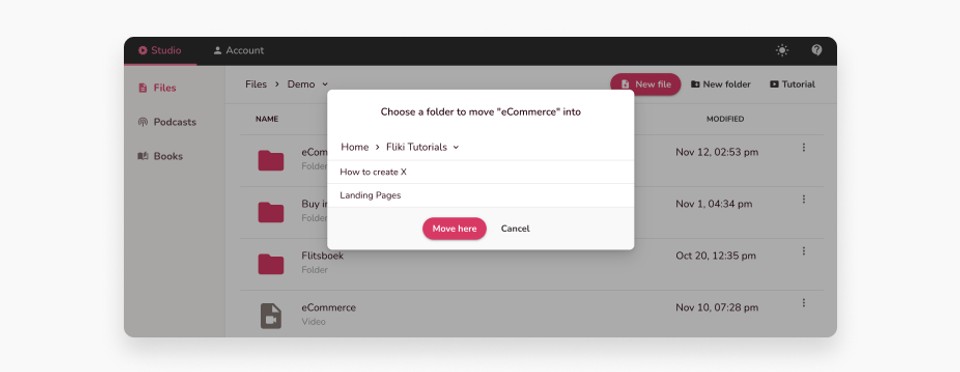 Studio
Account
Files
Podcasts
Books
Files > Demo
New file
New folder
Tutorial
NAME
MODIFIED
eCom
Folder
Nov 12, 02:53 pm
Buy i
Folder
Nov 1, 04:34 pm
Flitsboek
Folder
Oct 20, 12:35 pm
eCommerce
Video
Nov 10, 07:28 pm
Choose a folder to move "eCommerce" into
Home > Fliki Tutorials
How to create X
Landing Pages
Move here
Cancel